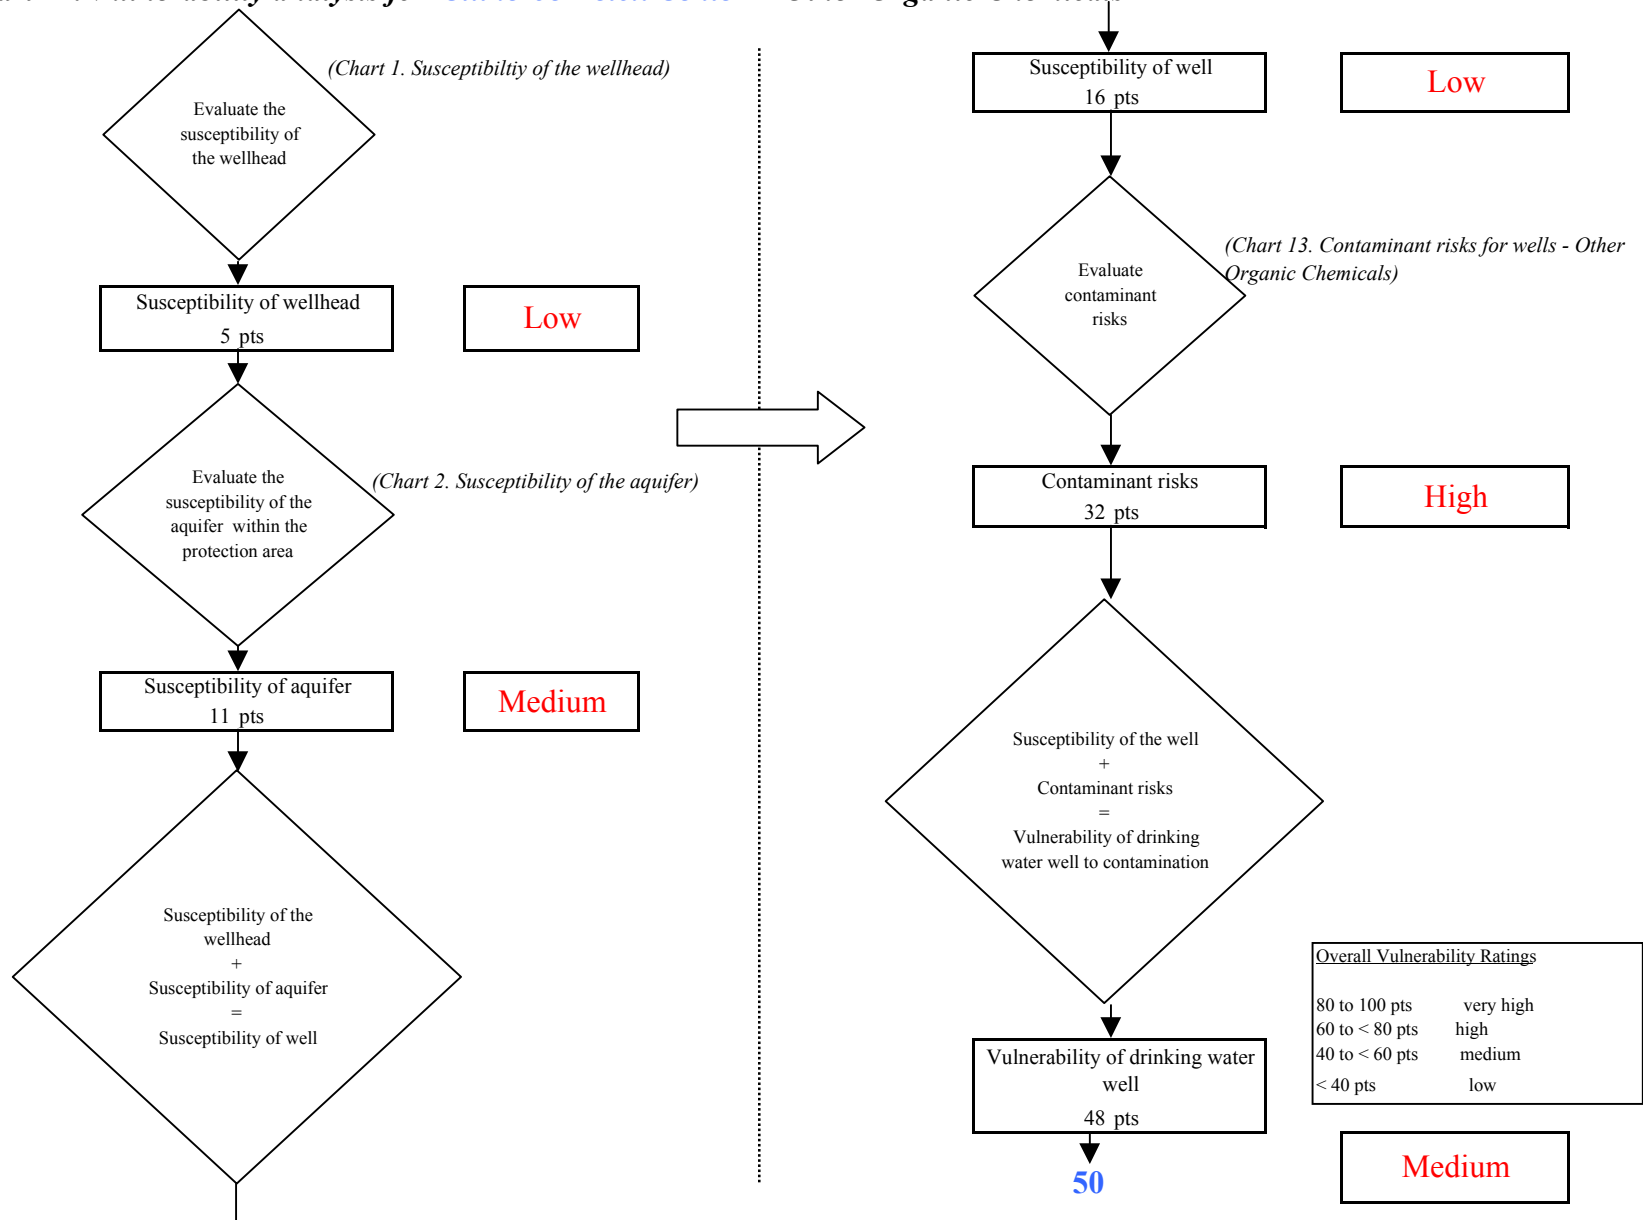 analysis for
Other Organic Chemicals
(Chart 1. Susceptibiltiy of the wellhead)
Evaluate the
susceptibility of
the wellhead
Susceptibility of wellhead
5 pts
Low
Evaluate the
susceptibility of the
aquifer within the
protection area
(Chart 2. Susceptibility of the aquifer)
Susceptibility of aquifer
11 pts
Medium
Susceptibility of the
wellhead
+
Susceptibility of aquifer
=
Susceptibility of well
Susceptibility of well
16 pts
Low
Evaluate
contaminant
risks
(Chart 13. Contaminant risks for wells - Other
Organic Chemicals)
Contaminant risks
32 pts
High
Susceptibility of the well
+
Contaminant risks
=
Vulnerability of drinking
water well to contamination
Overall Vulnerability Ratings
80 to 100 pts very high
60 to < 80 pts high
40 to < 60 pts medium
< 40 pts low
Vulnerability of drinking water
well
48 pts
50
Medium